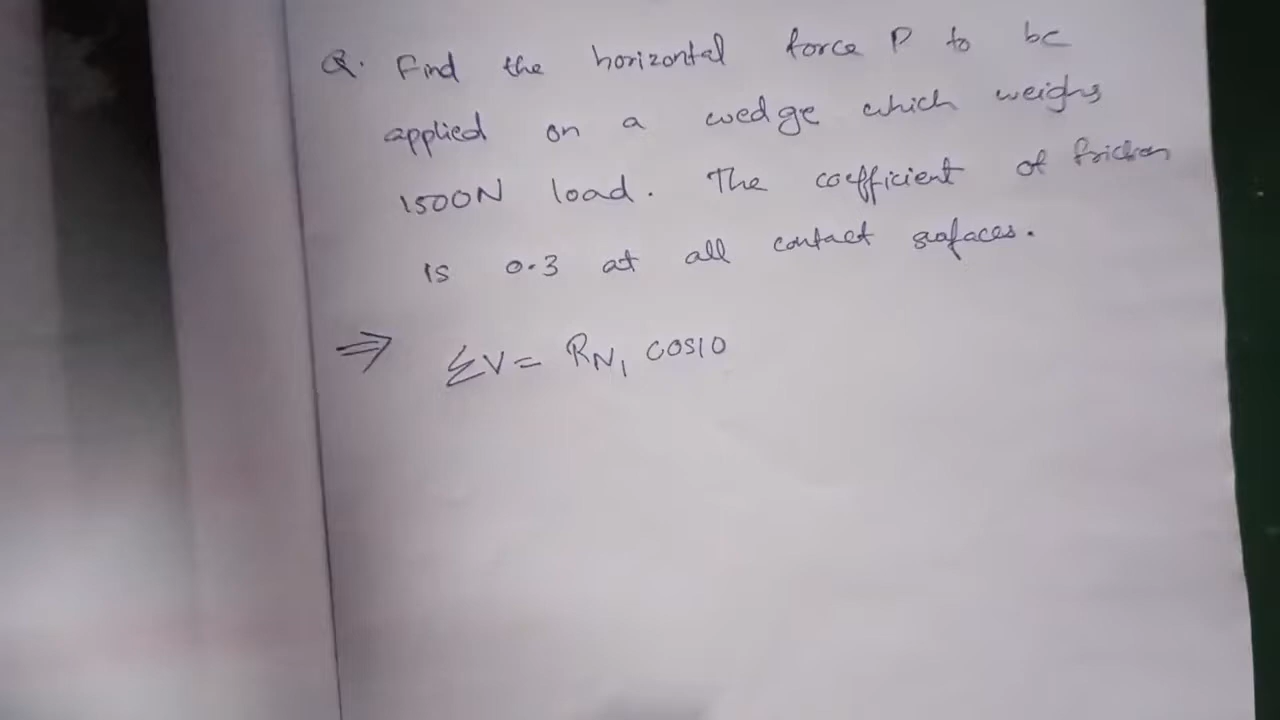 Q. Find the horizontal force P to be
applied on a wedge which weighs
1500N load. The coefficient of friction
is 0.3 at all contact surfaces.
⇒ ΣV= RN₁ cos10